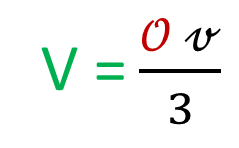 V = 𝒪 𝓋 / 3